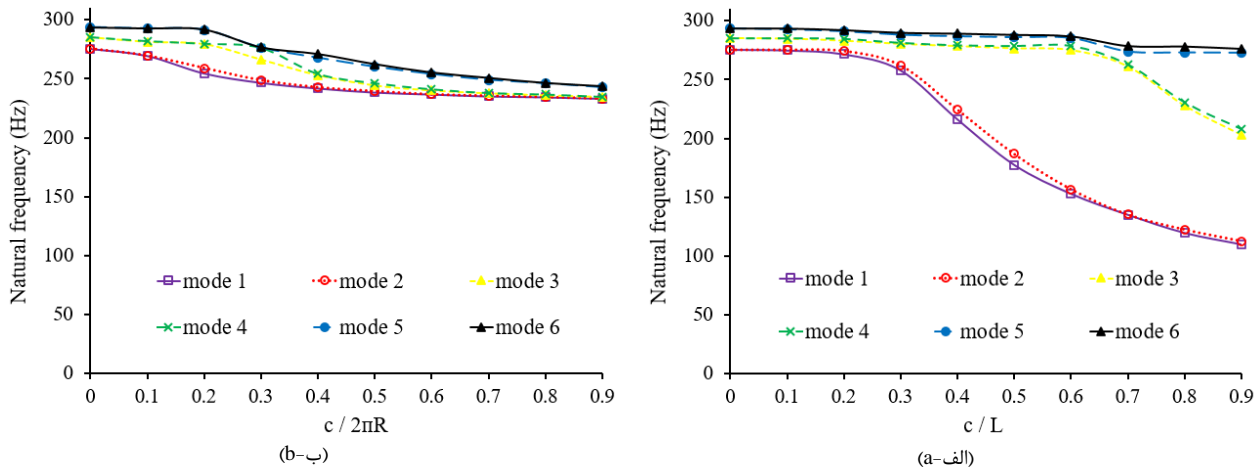 Natural frequency (Hz)
300
250
200
150
100
50
0
0 0.1 0.2 0.3 0.4 0.5 0.6 0.7 0.8 0.9
mode 1 mode 2 mode 3
mode 4 mode 5 mode 6
c / 2πR
(b-ب)
Natural frequency (Hz)
300
250
200
150
100
50
0
0 0.1 0.2 0.3 0.4 0.5 0.6 0.7 0.8 0.9
mode 1 mode 2 mode 3
mode 4 mode 5 mode 6
c / L
(a-الف)